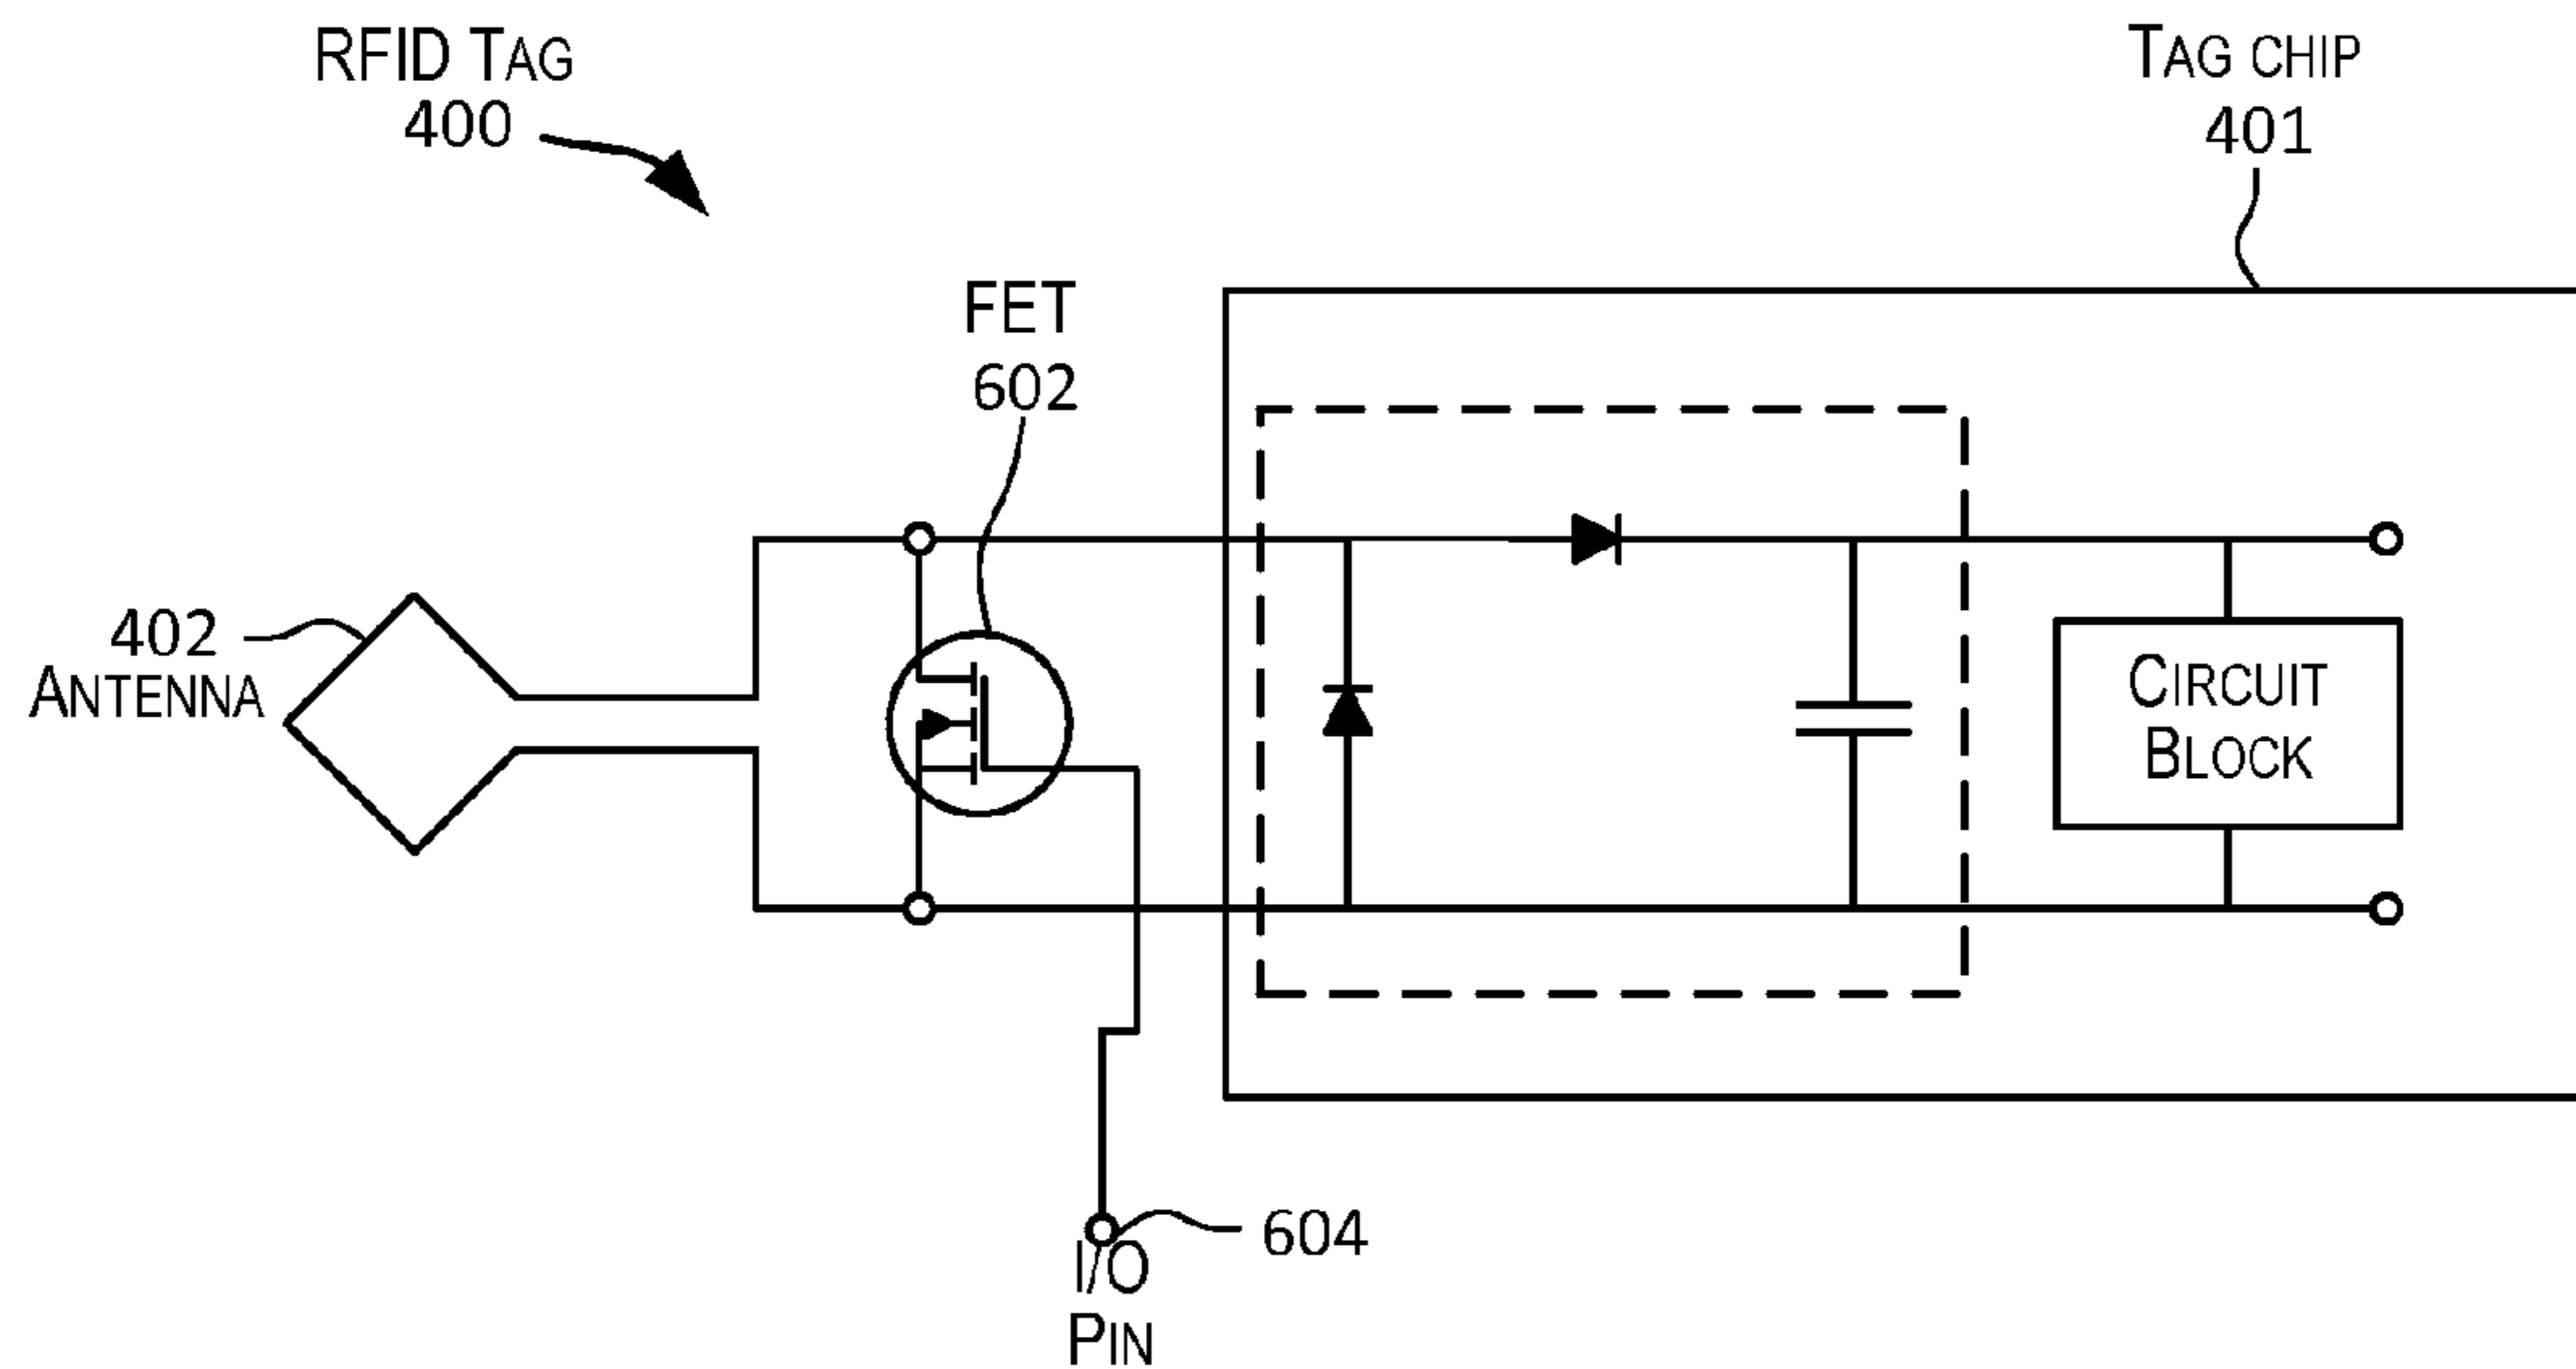 RFID TAG
400
TAG CHIP
401
FET
602
402
ANTENNA
CIRCUIT
BLOCK
604
I/O
PIN